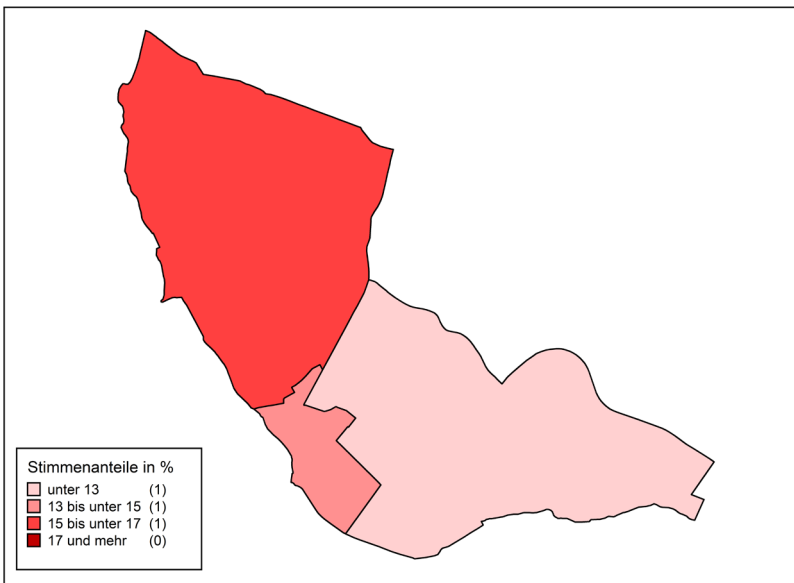 Stimmenanteile in %
unter 13 (1)
13 bis unter 15 (1)
15 bis unter 17 (1)
17 und mehr (0)